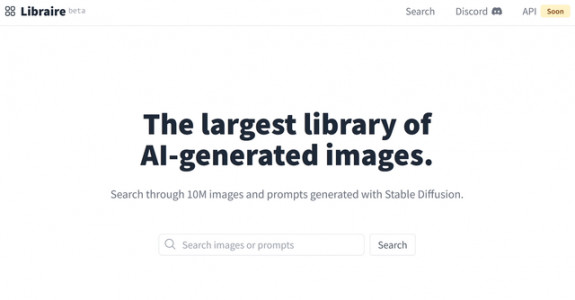 Libraire beta Search Discord API Soon
The largest library of
AI-generated images.
Search through 10M images and prompts generated with Stable Diffusion.
Search images or prompts Search